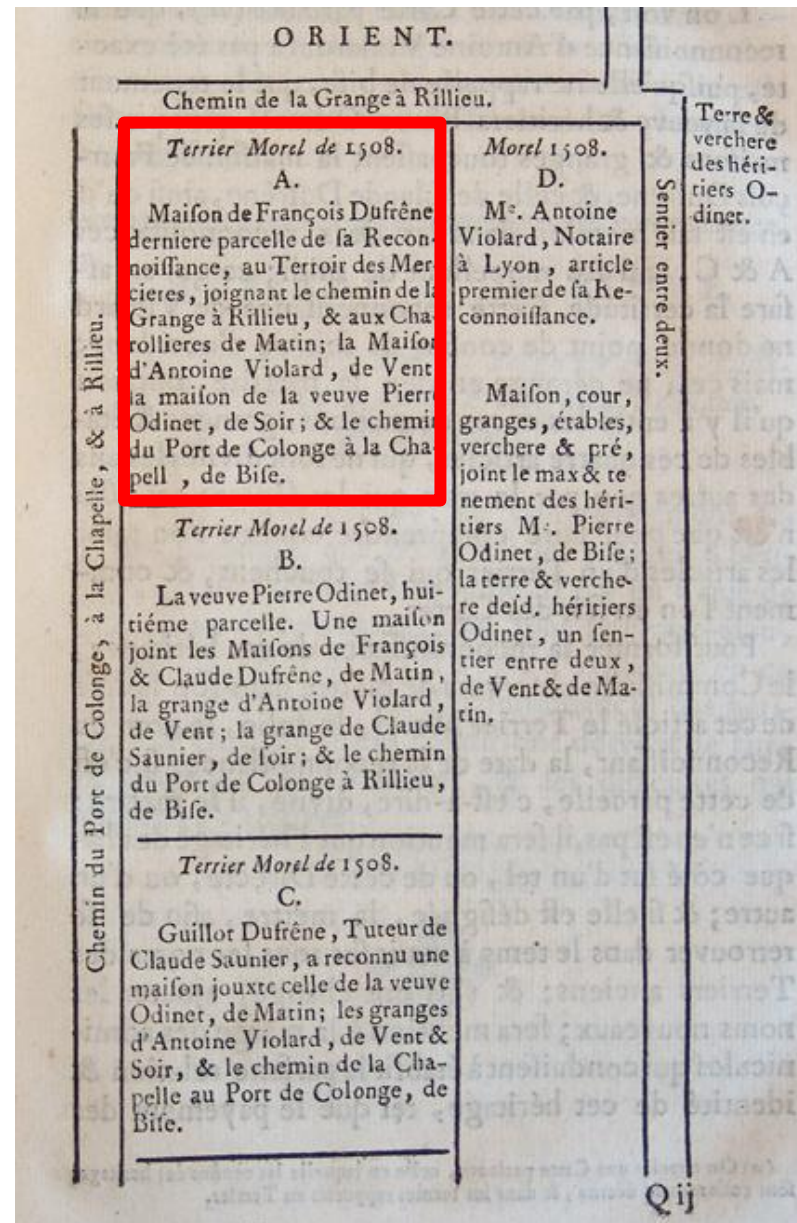 ORIENT.
Chemin de la Grange à Rillieu.
Terrier Morel de 1508.
A.
Maiſon de François Dufrêne
derniere parcelle de ſa Recon-
noiſſance, au Terroir des Mer-
cieres, joignant le chemin de la
Grange à Rillieu, & aux Cha-
rollieres de Matin; la Maiſon
d'Antoine Violard, de Vent
la maiſon de la veuve Pierre
Odinet, de Soir; & le chemin
du Port de Colonge à la Cha-
pell , de Biſe.
Terrier Morel de 1508.
B.
La veuve Pierre Odinet, hui-
tiéme parcelle. Une maiſon
joint les Maiſons de François
& Claude Dufrêne, de Matin,
la grange d'Antoine Violard,
de Vent; la grange de Claude
Saunier, de ſoir; & le chemin
du Port de Colonge à Rillieu,
de Biſe.
Terrier Morel de 1508.
C.
Guillot Dufrêne, Tuteur de
Claude Saunier, a reconnu une
maiſon jouxte celle de la veuve
Odinet, de Matin; les granges
d'Antoine Violard, de Vent &
Soir, & le chemin de la Cha-
pelle au Port de Colonge, de
Biſe.
Morel 1508.
D.
Me. Antoine
Violard, Notaire
à Lyon, article
premier de ſa Re-
connoiſſance.
Maiſon, cour,
granges, étables,
verchere & pré,
joint le max & te
nement des héri-
tiers Me. Pierre
Odinet, de Biſe;
la terre & verche-
re deſd. héritiers
Odinet, un ſen-
tier entre deux,
de Vent & de Ma-
tin.
Chemin du Port de Colonge, à la Chapelle, & à Rillieu.
Sentier entre deux.
Terre &
verchere
des héri-
tiers O-
dinet.
Q ij